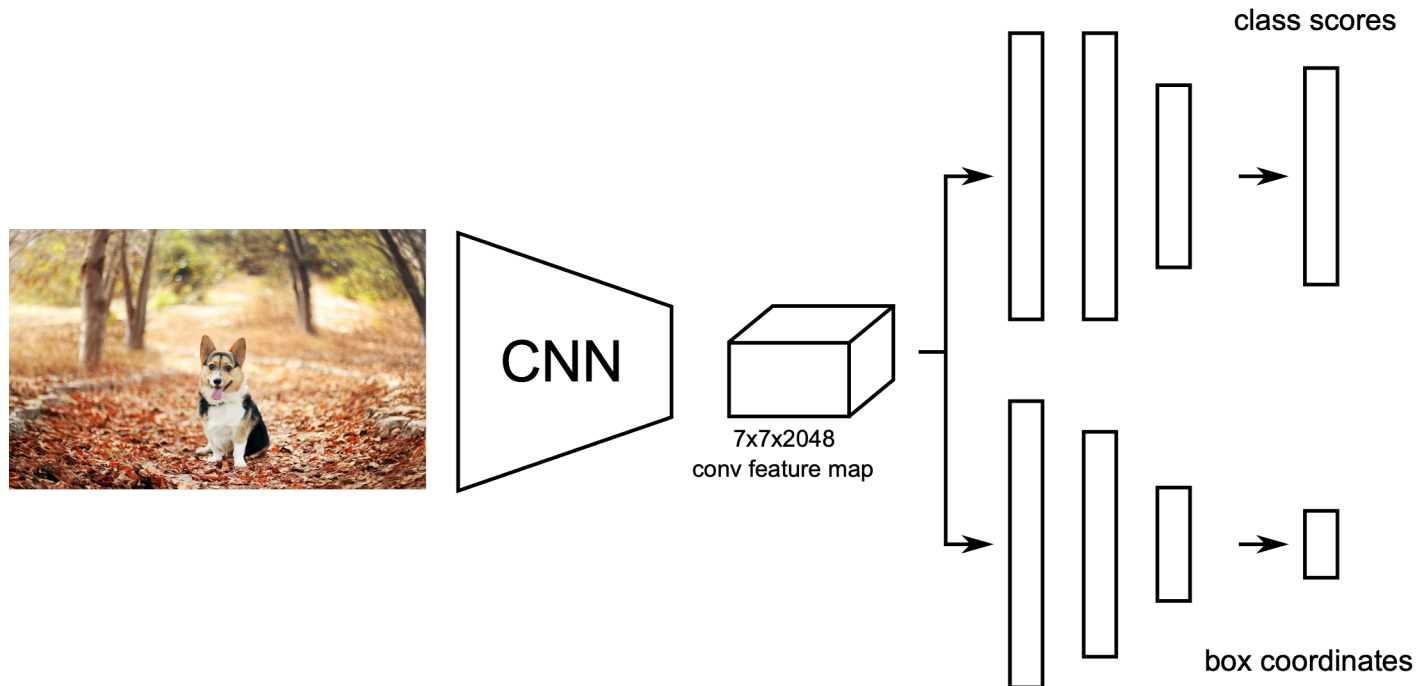 class scores
CNN
7x7x2048
conv feature map
box coordinates